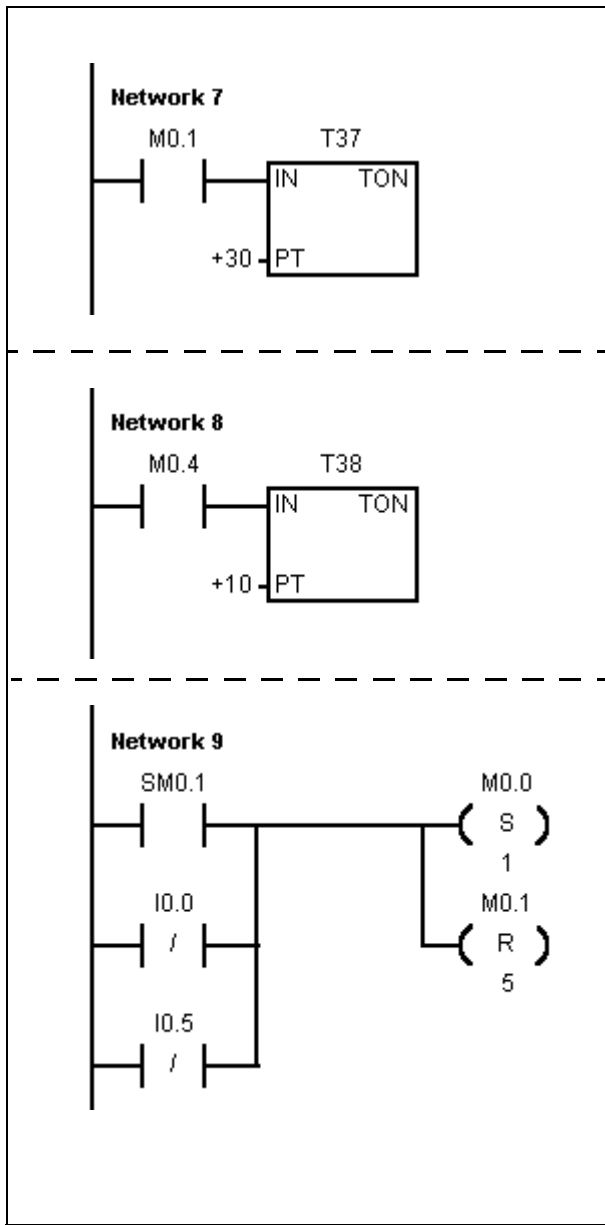 Network 7
M0.1 T37
IN TON
+30 PT
Network 8
M0.4 T38
IN TON
+10 PT
Network 9
SM0.1 M0.0
S
1
I0.0 M0.1
/ R
5
I0.5
/